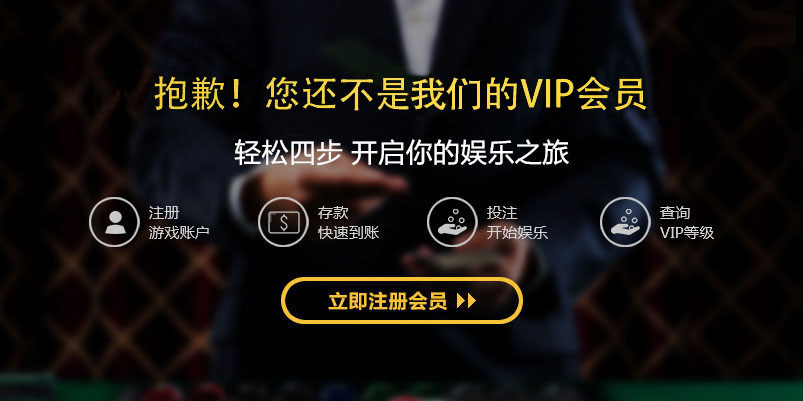 抱歉！您还不是我们的VIP会员
轻松四步 开启你的娱乐之旅
注册
游戏账户
存款
快速到账
投注
开始娱乐
查询
VIP等级
立即注册会员